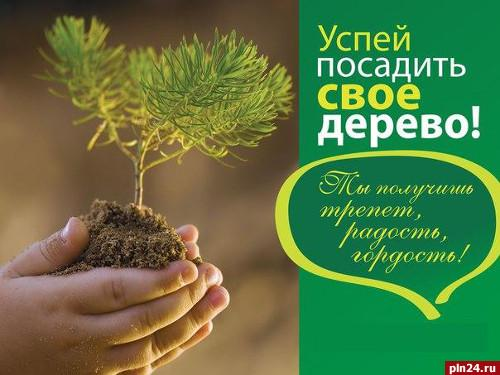 Успей
посадить
свое
дерево!
Ты получишь
трепет,
радость,
гордость!
pln24.ru